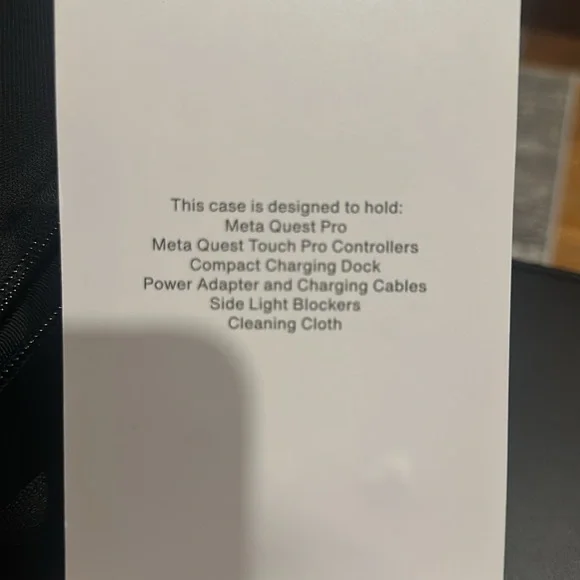 This case is designed to hold:
Meta Quest Pro
Meta Quest Touch Pro Controllers
Compact Charging Dock
Power Adapter and Charging Cables
Side Light Blockers
Cleaning Cloth